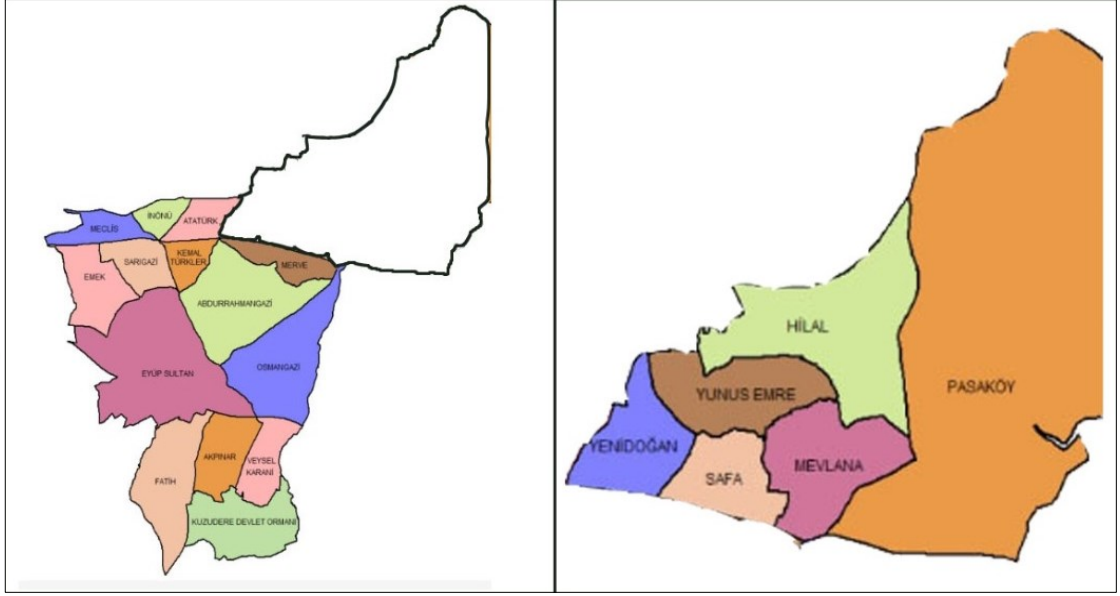 İNÖNÜ
ATATÜRK
MECLİS
SARIGAZİ
KEMAL
TÜRKLER
MERVE
EMEK
ABDURRAHMANGAZİ
EYÜP SULTAN
OSMANGAZİ
AKPINAR
VEYSEL
KARANİ
FATİH
KUZUDERE DEVLET ORMANI
HİLAL
PASAKÖY
YUNUS EMRE
YENİDOĞAN
MEVLANA
SAFA